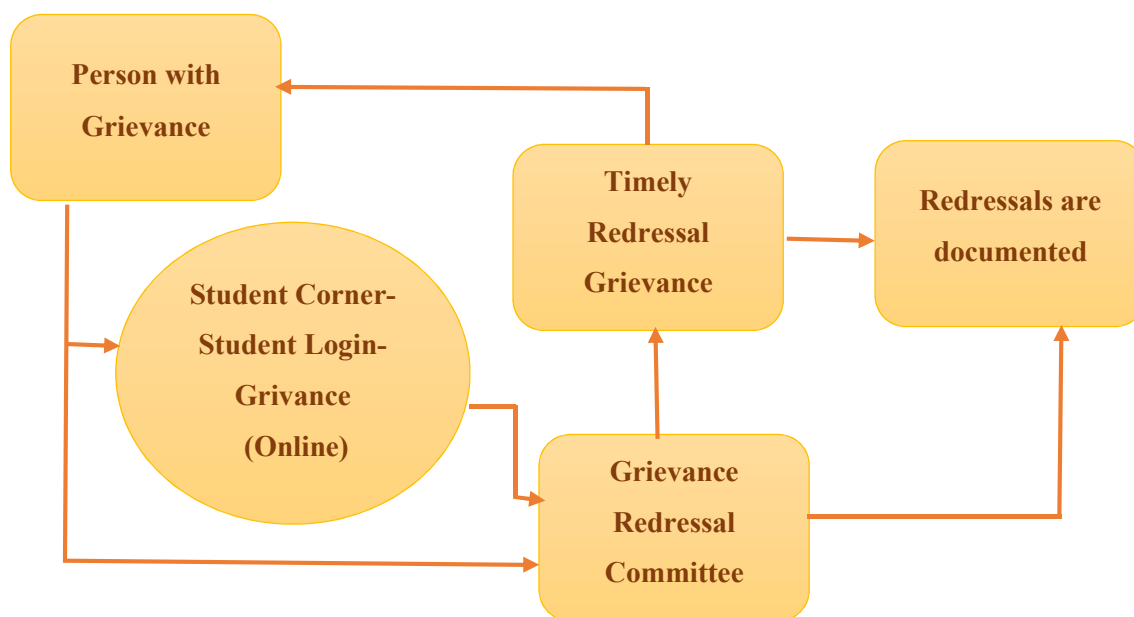 Person with
Grievance
Timely
Redressal
Grievance
Redressals are
documented
Student Corner-
Student Login-
Grivance
(Online)
Grievance
Redressal
Committee